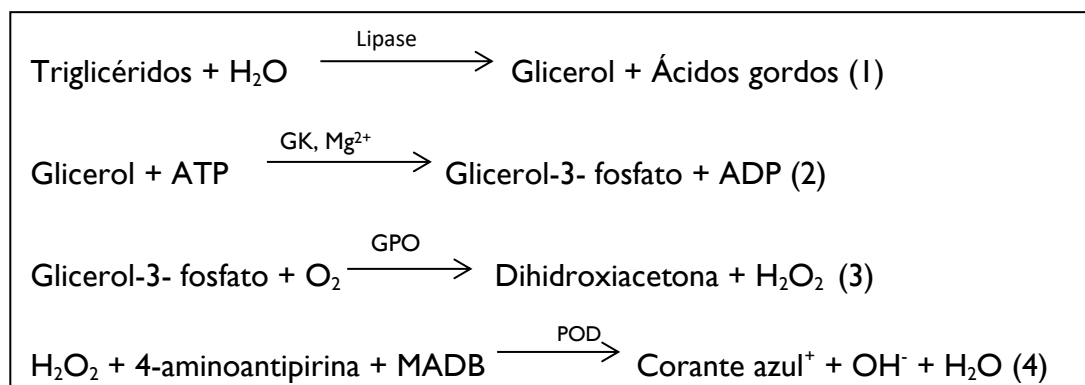 Lipase
Triglicéridos + H₂O → Glicerol + Ácidos gordos (1)
GK, Mg²⁺
Glicerol + ATP → Glicerol-3- fosfato + ADP (2)
GPO
Glicerol-3- fosfato + O₂ → Dihidroxiacetona + H₂O₂ (3)
POD
H₂O₂ + 4-aminoantipirina + MADB → Corante azul⁺ + OH⁻ + H₂O (4)